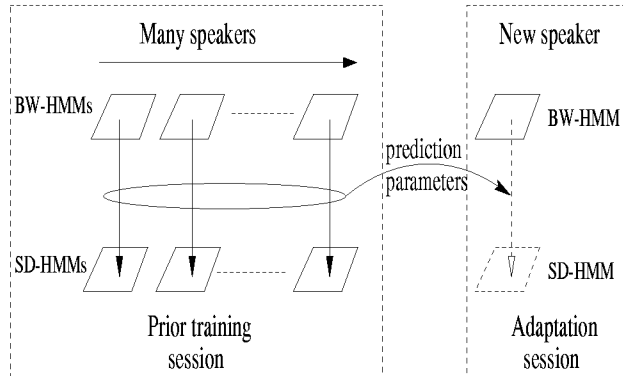 Many speakers
New speaker
BW-HMMs
BW-HMM
prediction
parameters
SD-HMMs
SD-HMM
Prior training
session
Adaptation
session